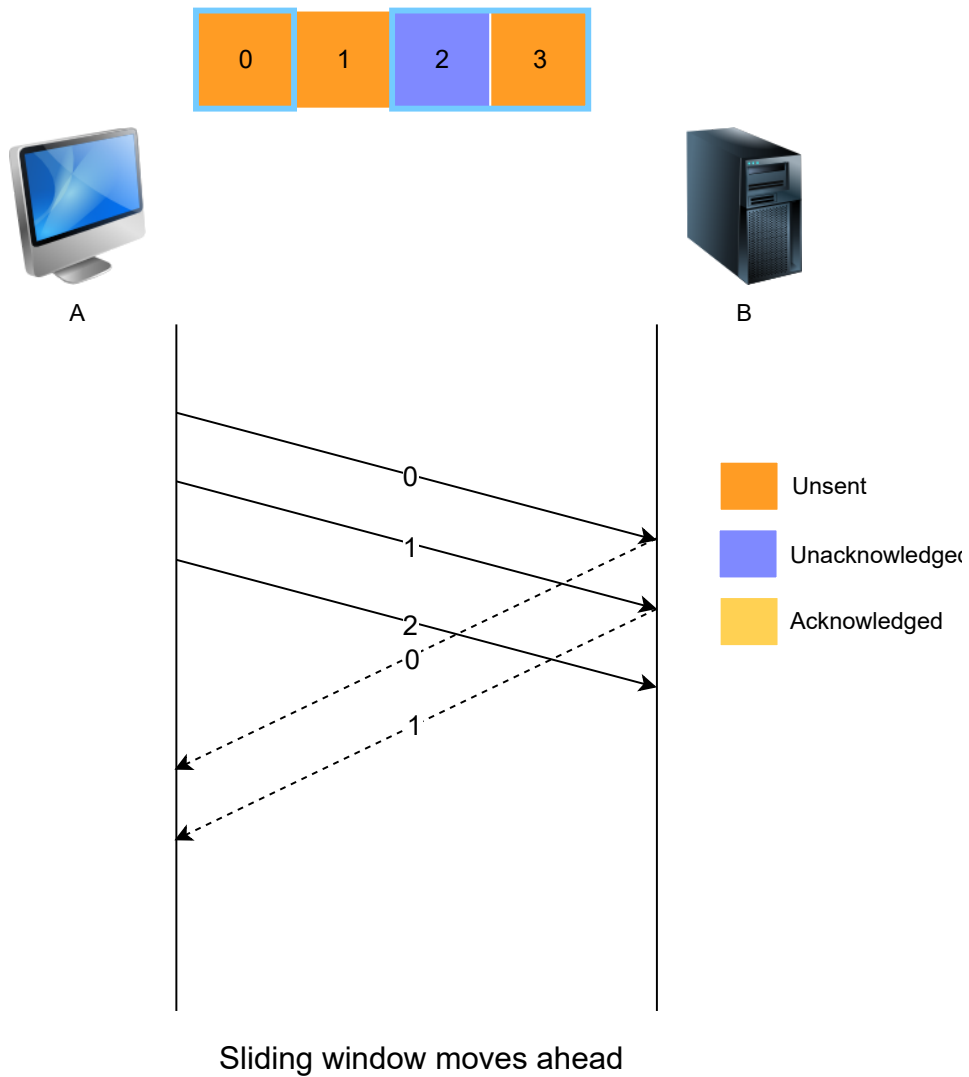 0 1 2 3
A
B
0
Unsent
1
Unacknowledged
2
Acknowledged
0
1
Sliding window moves ahead